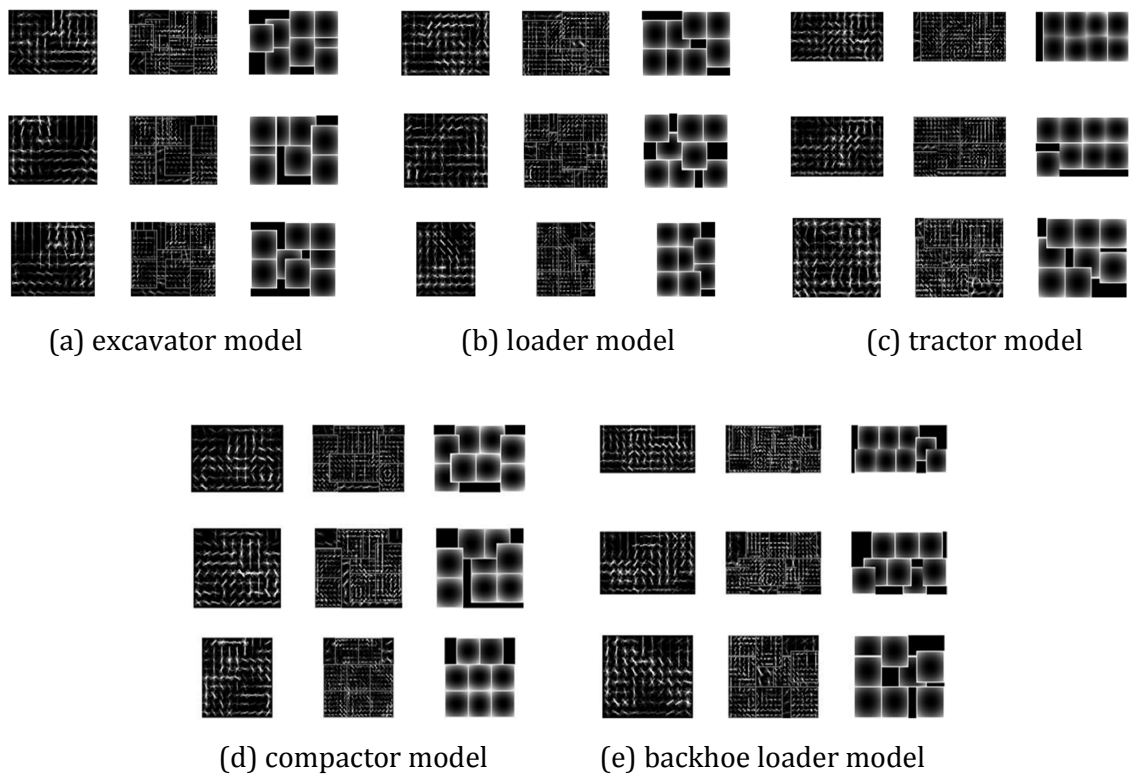 (a) excavator model
(b) loader model
(c) tractor model
(d) compactor model
(e) backhoe loader model